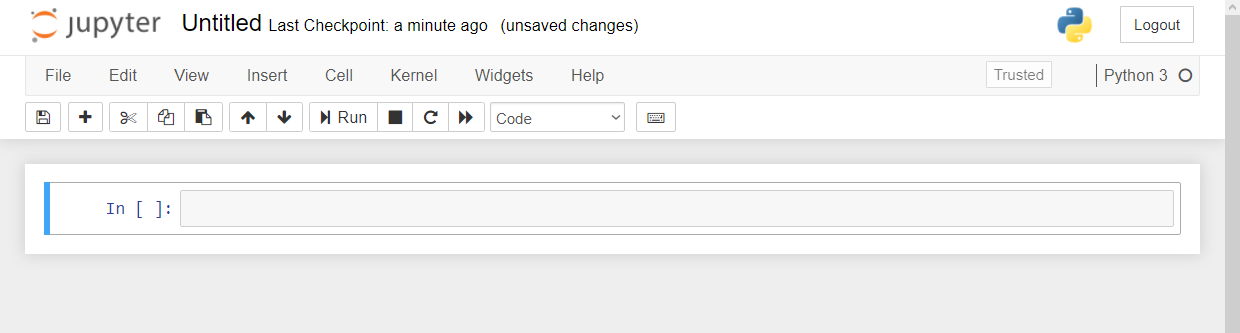 jupyter Untitled Last Checkpoint: a minute ago (unsaved changes) Logout
File Edit View Insert Cell Kernel Widgets Help Trusted Python 3
Run Code
In [ ]: